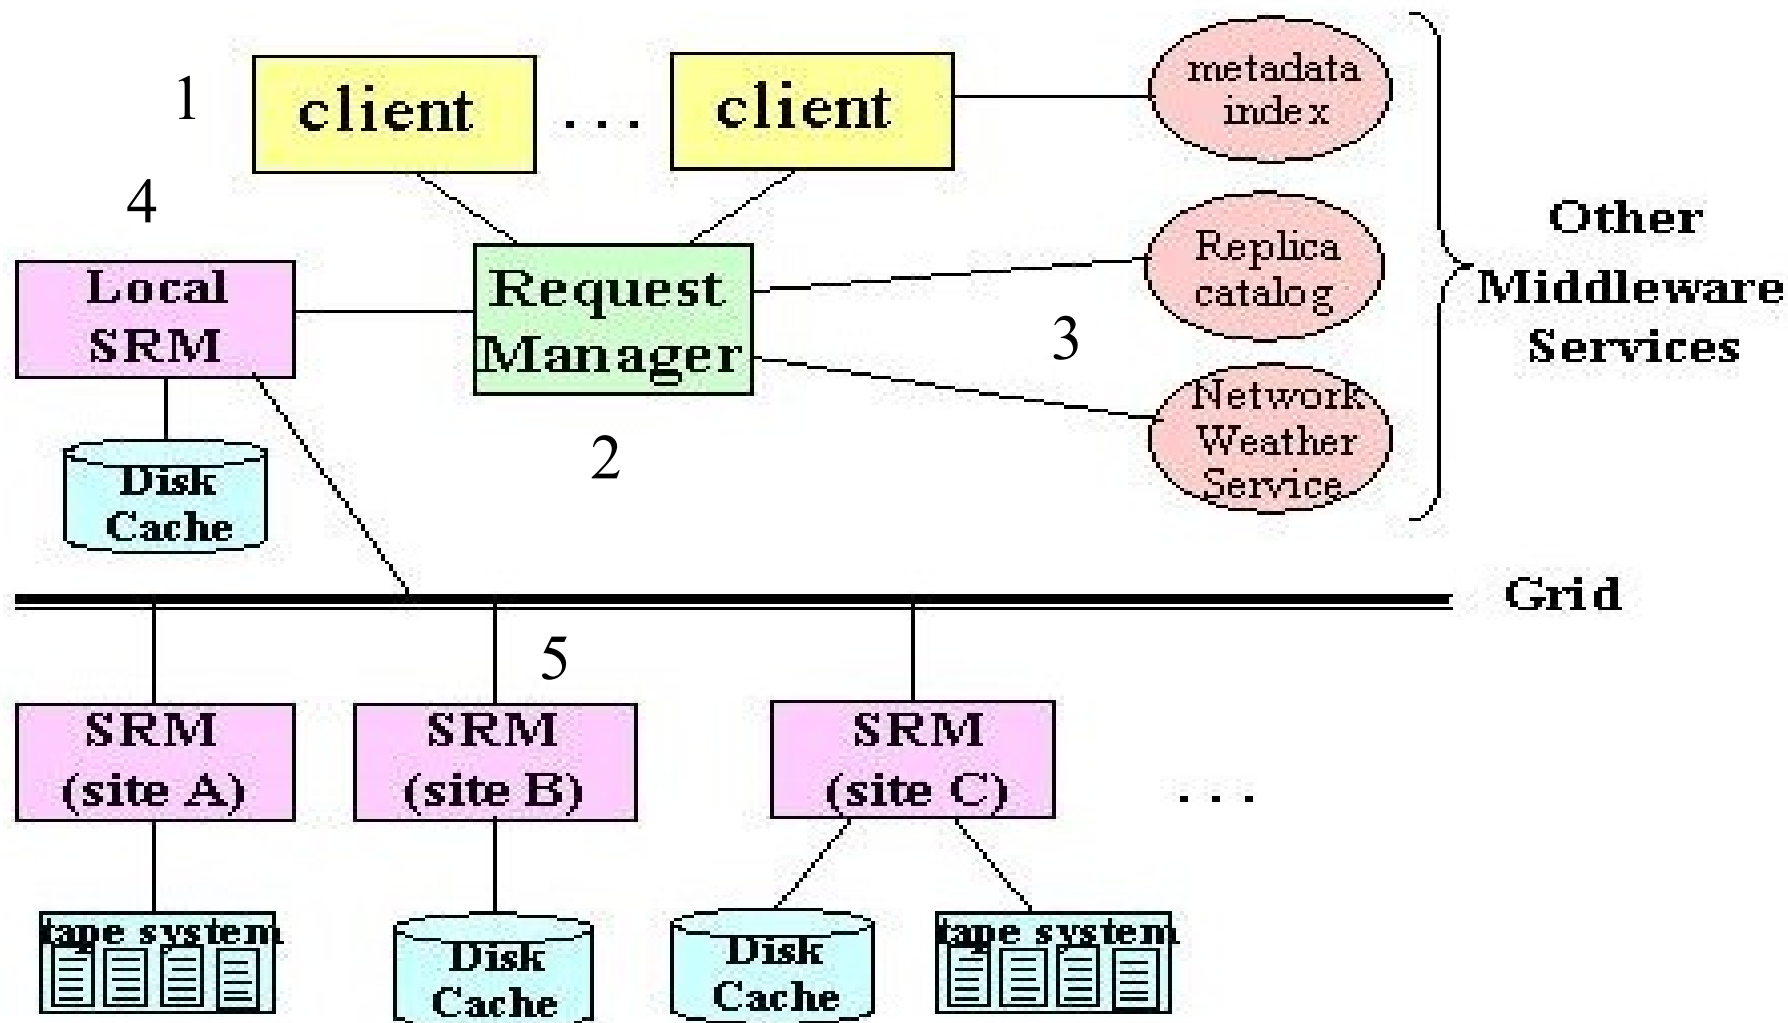 1
client
. . .
client
metadata
index
4
Other
Middleware
Services
Local
SRM
Request
Manager
Replica
catalog
3
Network
Weather
Service
2
Disk
Cache
Grid
5
SRM
(site A)
SRM
(site B)
SRM
(site C)
. . .
tape system
Disk
Cache
Disk
Cache
tape system